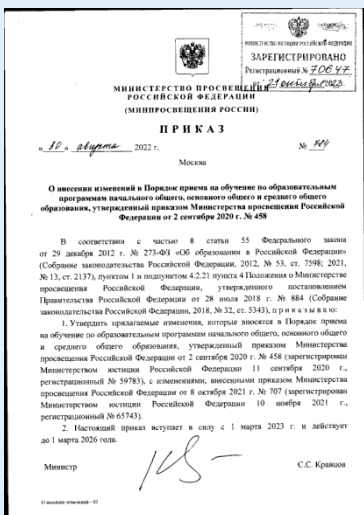 МИНИСТЕРСТВО ЮСТИЦИИ РОССИЙСКОЙ ФЕДЕРАЦИИ
ЗАРЕГИСТРИРОВАНО
Регистрационный № 70647
от 21 октября 2022.
МИНИСТЕРСТВО ПРОСВЕЩЕНИЯ
РОССИЙСКОЙ ФЕДЕРАЦИИ
(МИНПРОСВЕЩЕНИЯ РОССИИ)
ПРИКАЗ
« 30 » августа 2022 г. № 784
Москва
О внесении изменений в Порядок приема на обучение по образовательным
программам начального общего, основного общего и среднего общего
образования, утвержденный приказом Министерства просвещения Российской
Федерации от 2 сентября 2020 г. № 458
В соответствии с частью 8 статьи 55 Федерального закона
от 29 декабря 2012 г. № 273-ФЗ «Об образовании в Российской Федерации»
(Собрание законодательства Российской Федерации, 2012, № 53, ст. 7598; 2021,
№ 13, ст. 2137), пунктом 1 и подпунктом 4.2.21 пункта 4 Положения о Министерстве
просвещения Российской Федерации, утвержденного постановлением
Правительства Российской Федерации от 28 июля 2018 г. № 884 (Собрание
законодательства Российской Федерации, 2018, № 32, ст. 5343), п р и к а з ы в а ю:
1. Утвердить прилагаемые изменения, которые вносятся в Порядок приема
на обучение по образовательным программам начального общего, основного общего
и среднего общего образования, утвержденный приказом Министерства
просвещения Российской Федерации от 2 сентября 2020 г. № 458 (зарегистрирован
Министерством юстиции Российской Федерации 11 сентября 2020 г.,
регистрационный № 59783), с изменениями, внесенными приказом Министерства
просвещения Российской Федерации от 8 октября 2021 г. № 707 (зарегистрирован
Министерством юстиции Российской Федерации 10 ноября 2021 г.,
регистрационный № 65743).
2. Настоящий приказ вступает в силу с 1 марта 2023 г. и действует
до 1 марта 2026 года.
Министр С.С. Кравцов
О внесении изменений - 03